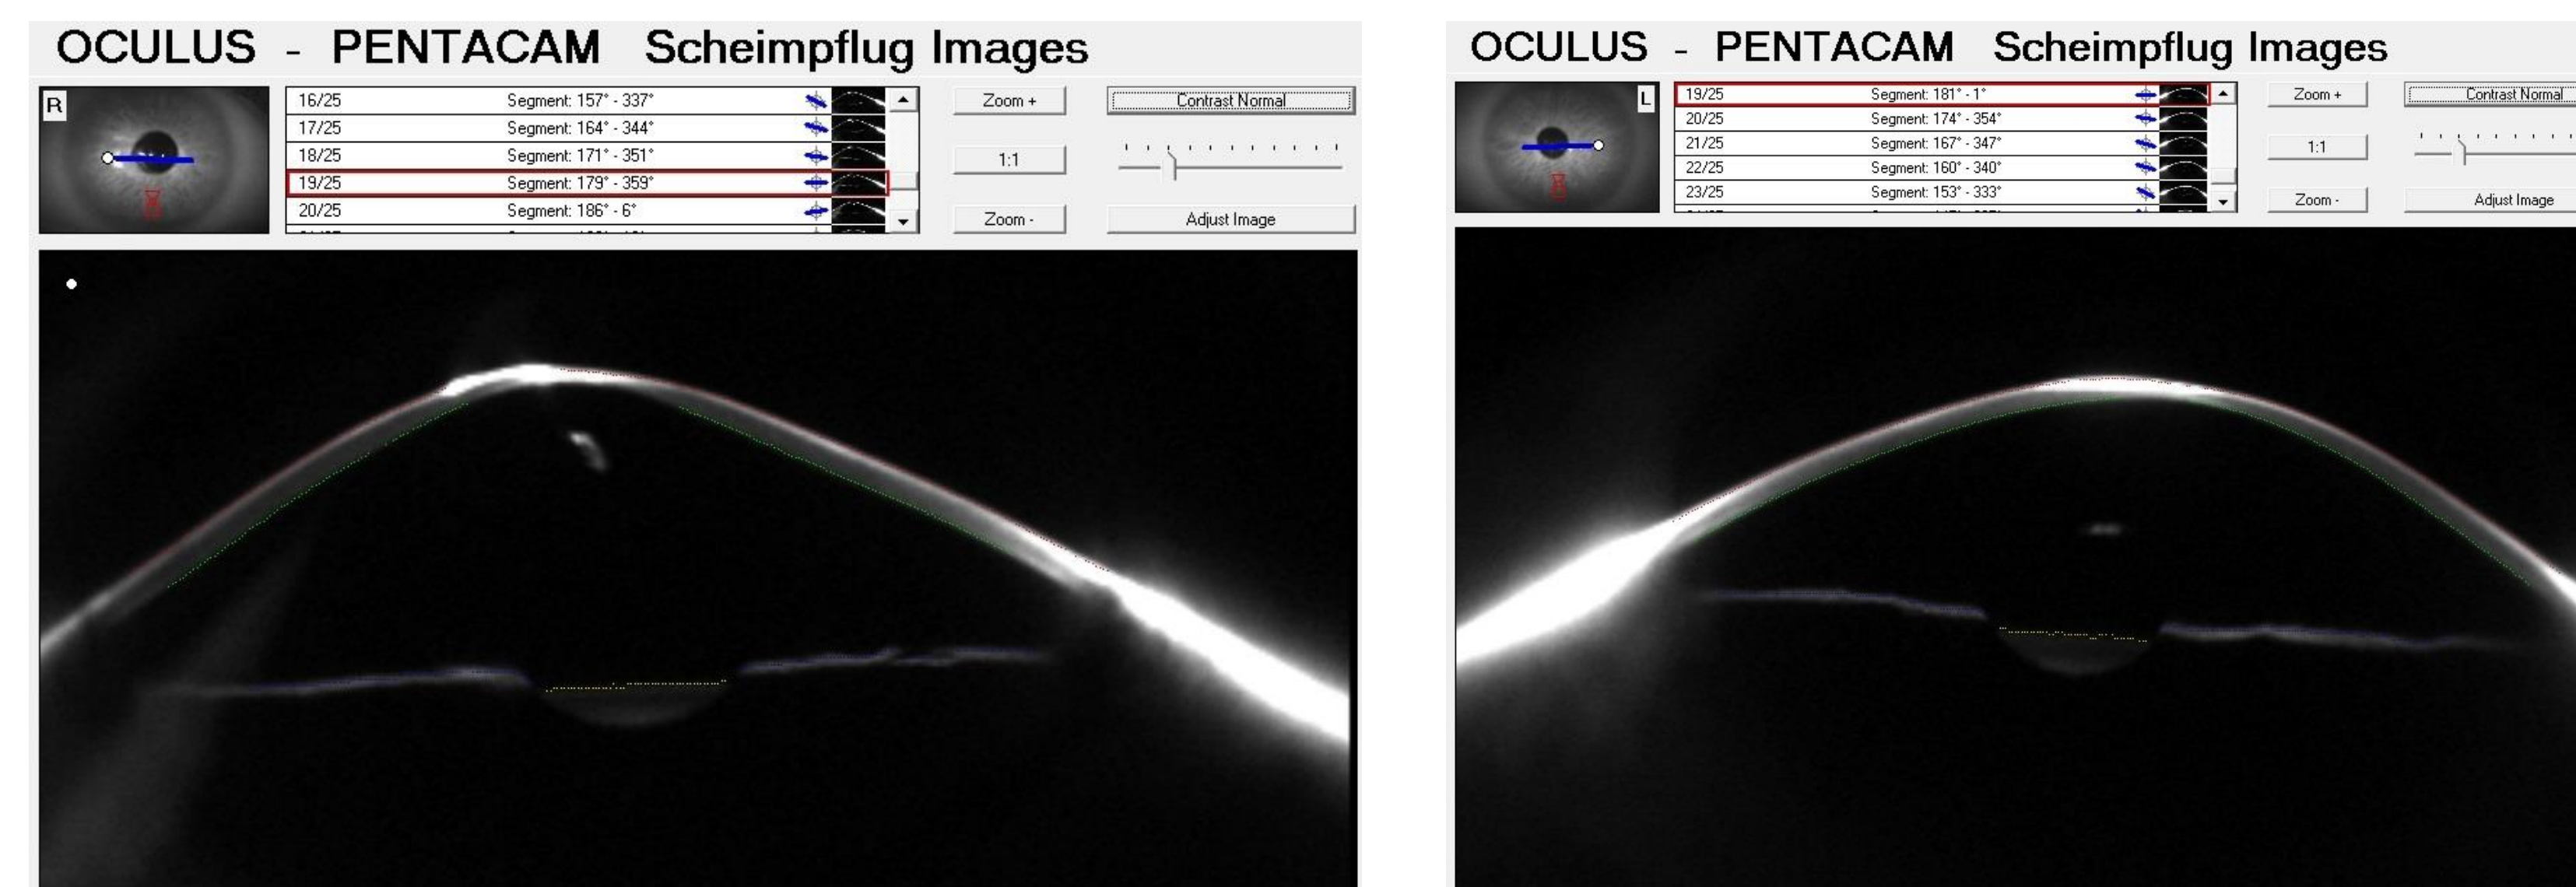 OCULUS - PENTACAM Scheimpflug Images
R
16/25 Segment: 157° - 337°
17/25 Segment: 164° - 344°
18/25 Segment: 171° - 351°
19/25 Segment: 179° - 359°
20/25 Segment: 186° - 6°
Zoom +
1:1
Zoom -
Contrast Normal
Adjust Image
OCULUS - PENTACAM Scheimpflug Images
L
19/25 Segment: 181° - 1°
20/25 Segment: 174° - 354°
21/25 Segment: 167° - 347°
22/25 Segment: 160° - 340°
23/25 Segment: 153° - 333°
Zoom +
1:1
Zoom -
Contrast Normal
Adjust Image